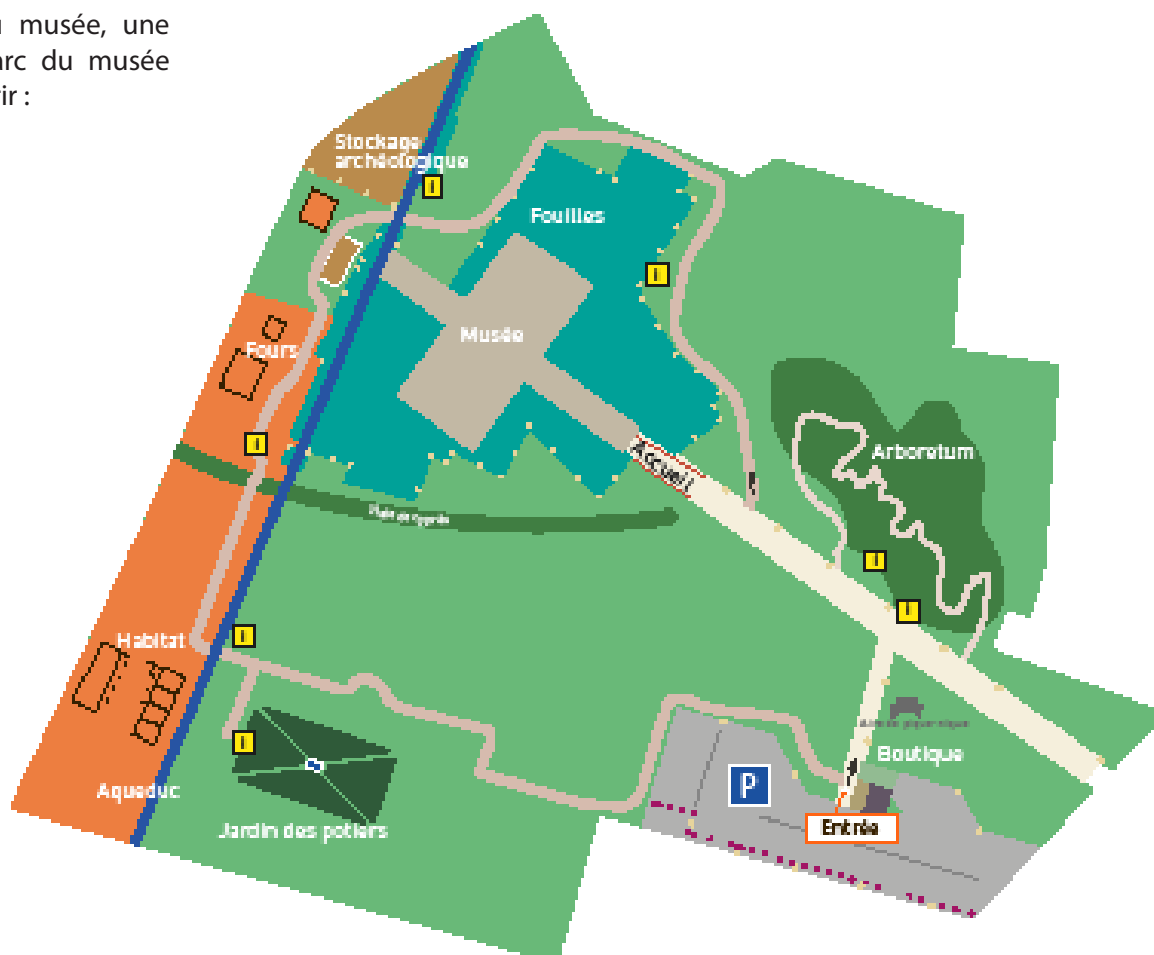 u musée, une
arc du musée
ir :
Stockage
archéologique
Fouilles
Musée
Fours
Accueil
Arboretum
Habitat
Boutique
P
Aqueduc
Jardin des potiers
Entrée
i
i
i
i
i
i
i